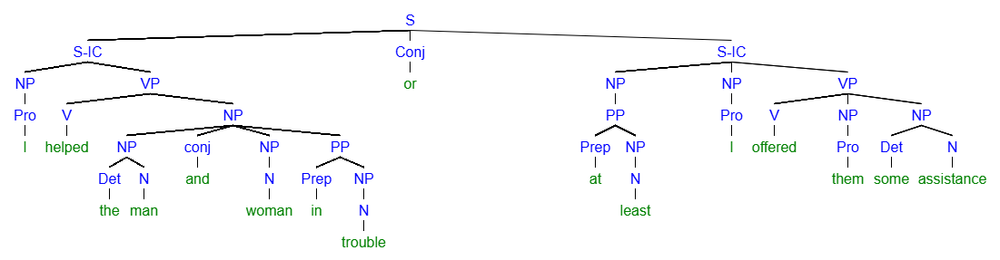 S
S-IC Conj S-IC
NP VP or NP NP VP
Pro V NP PP Pro V NP NP
I helped NP conj NP PP Prep NP I offered Pro Det N
Det N and N Prep NP at N them some assistance
the man woman in N least
trouble